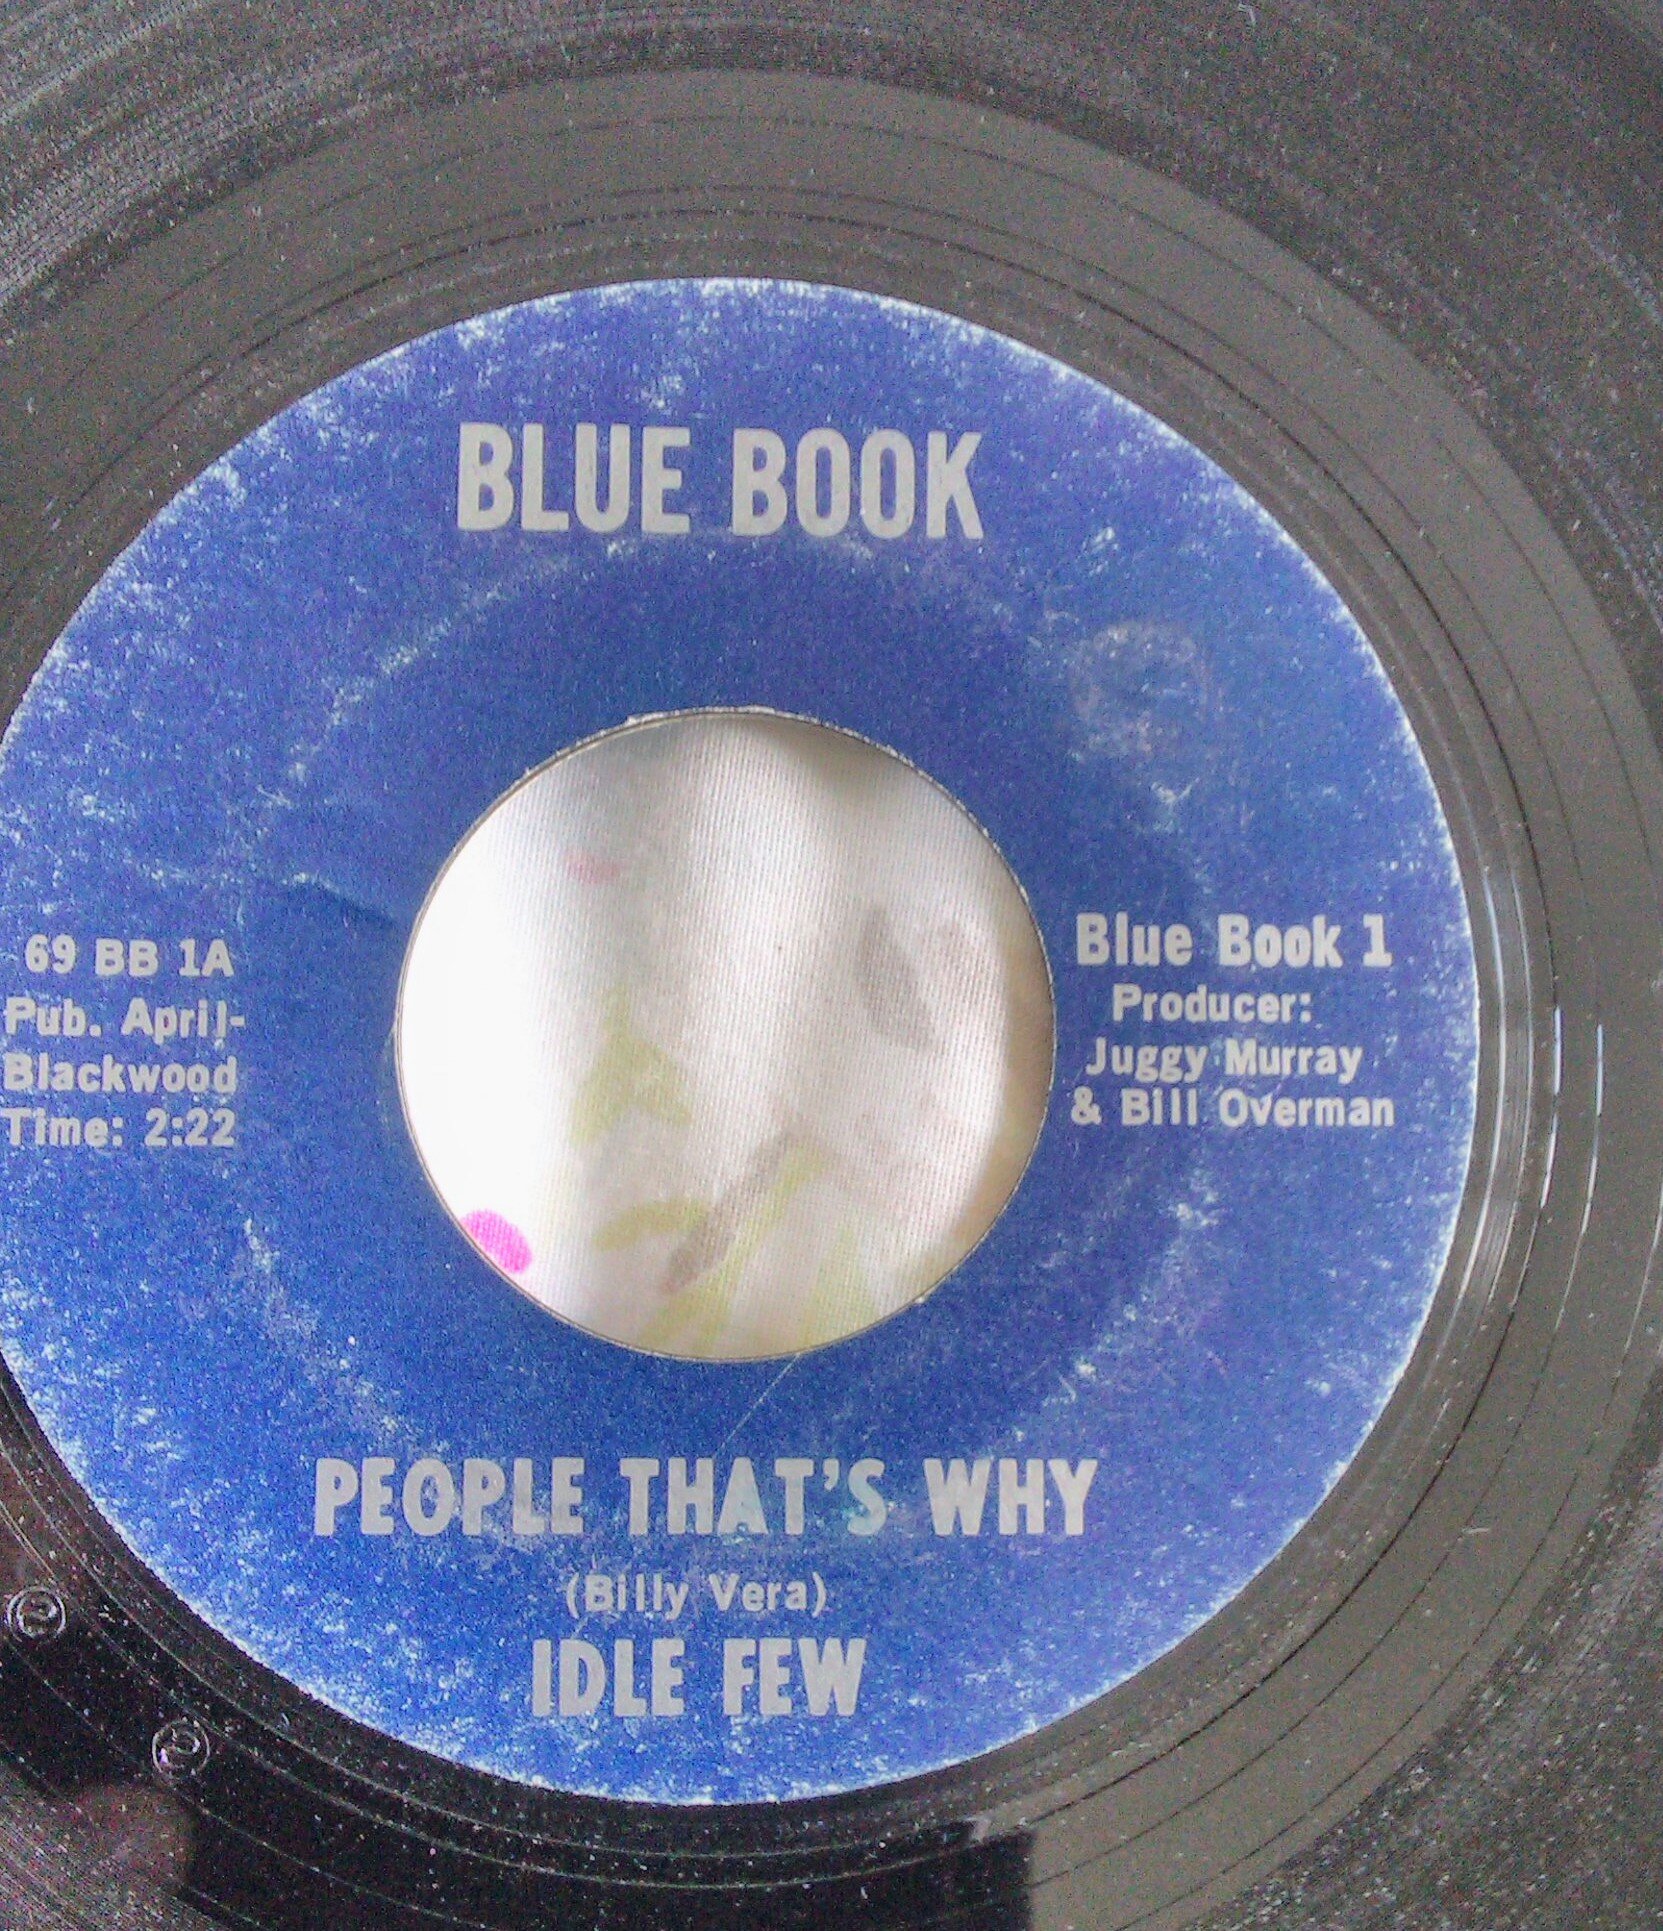 BLUE BOOK
69 BB 1A
Pub. April-
Blackwood
Time: 2:22
Blue Book 1
Producer:
Juggy Murray
& Bill Overman
PEOPLE THAT'S WHY
(Billy Vera)
IDLE FEW